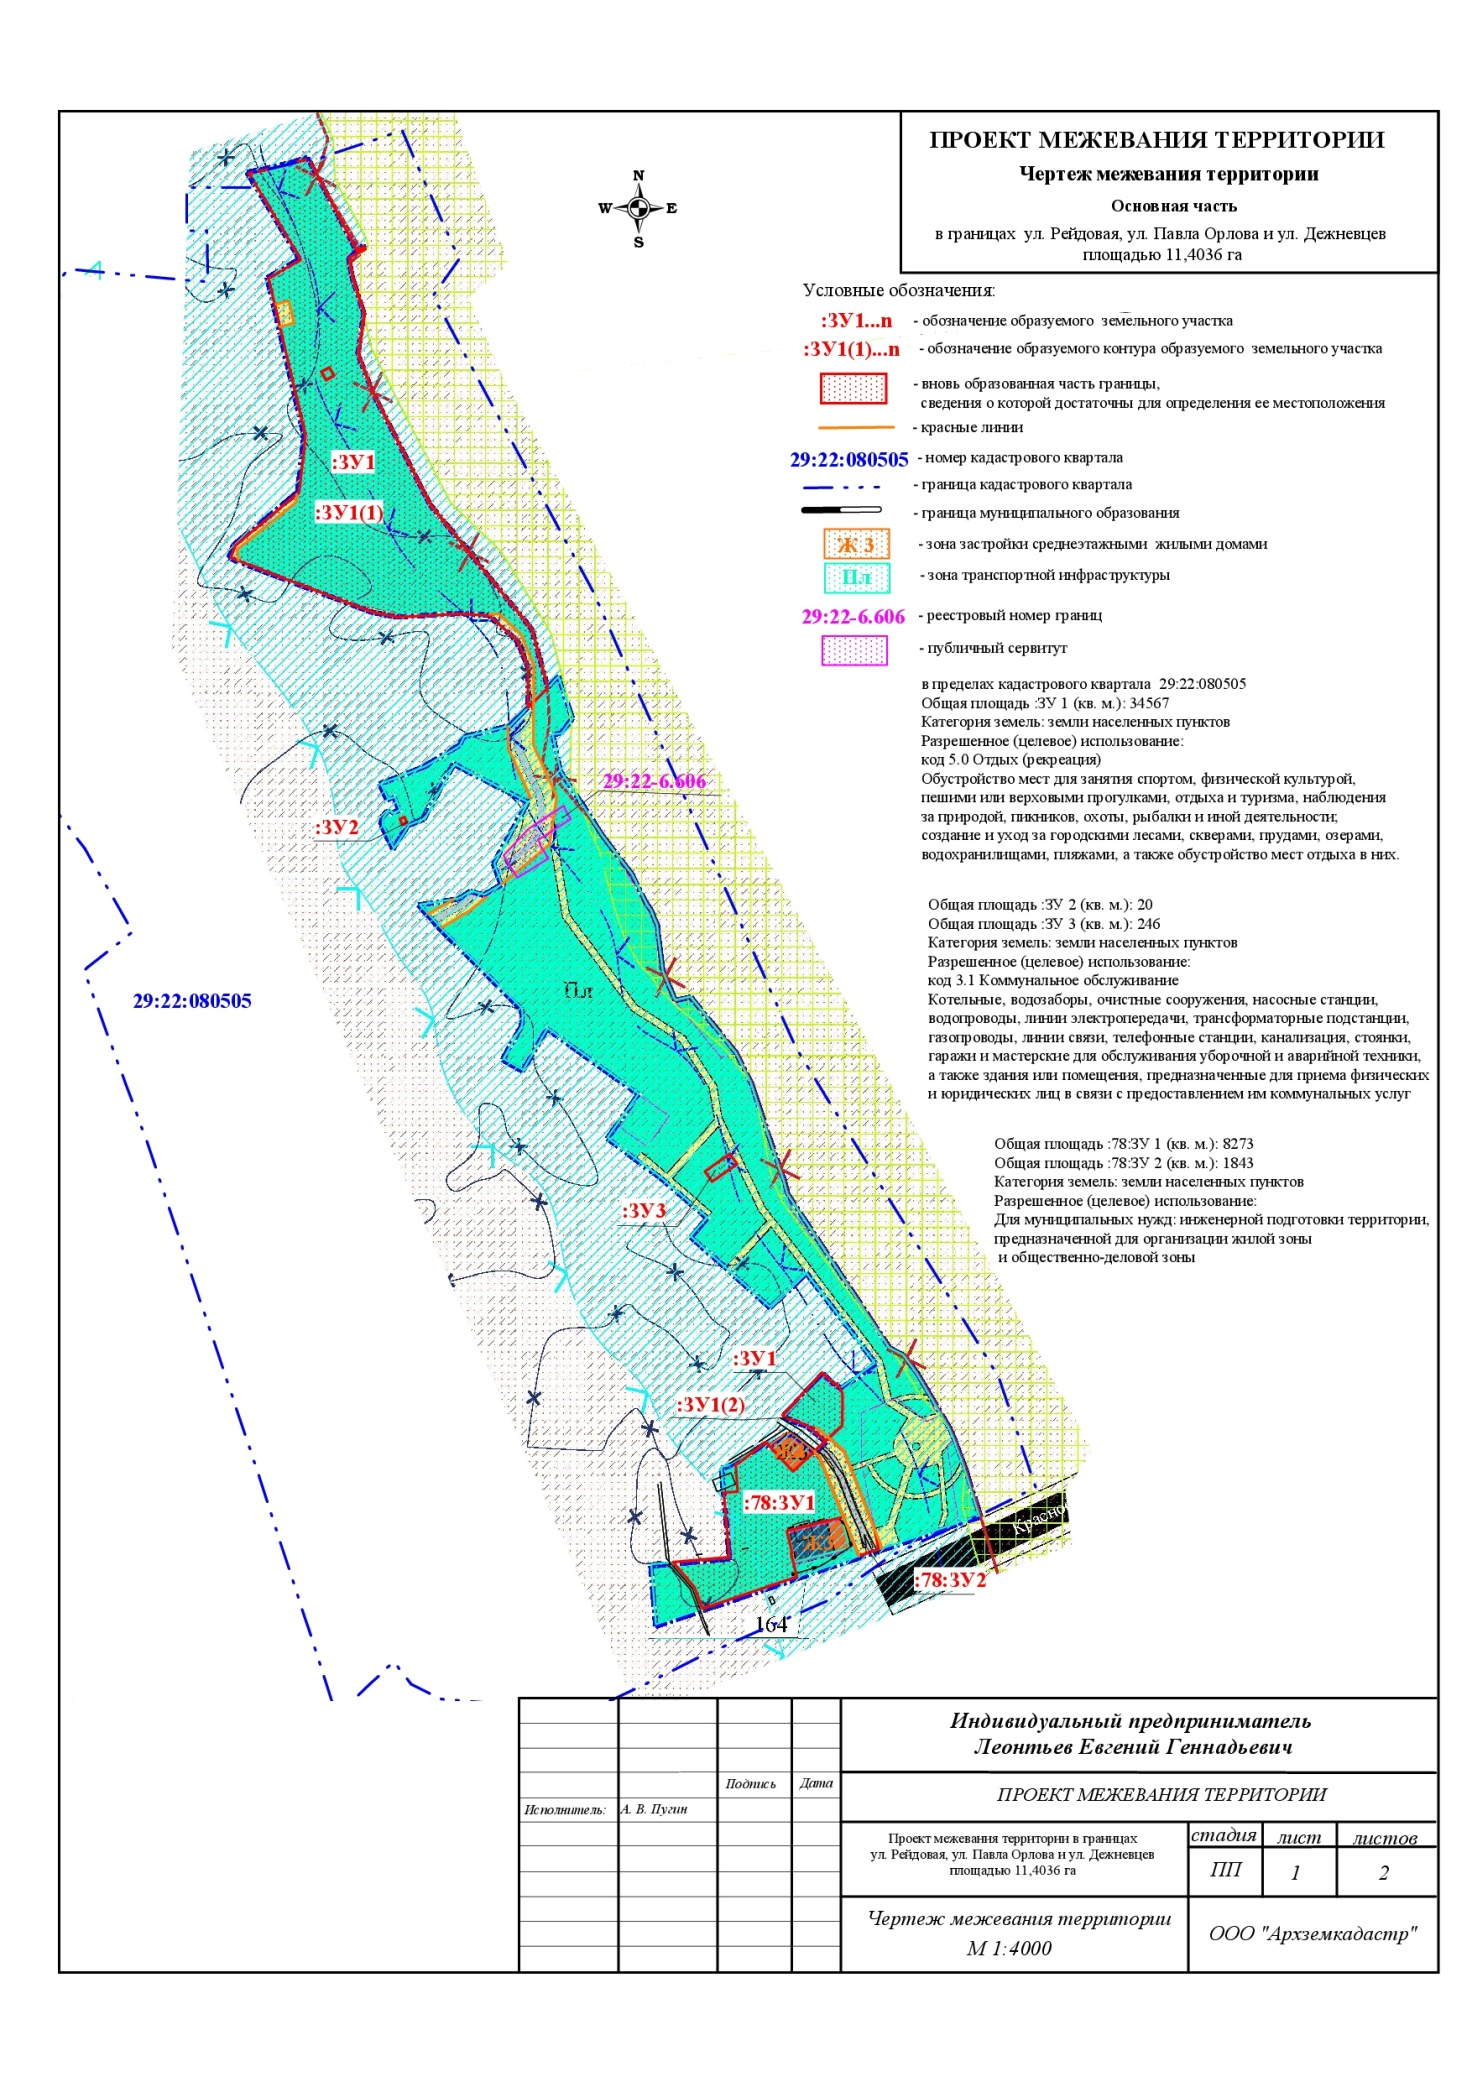 ПРОЕКТ МЕЖЕВАНИЯ ТЕРРИТОРИИ
Чертеж межевания территории
Основная часть
в границах ул. Рейдовая, ул. Павла Орлова и ул. Дежневцев
площадью 11,4036 га
N
W E
S
Условные обозначения:
:ЗУ1...n - обозначение образуемого земельного участка
:ЗУ1(1)...n - обозначение образуемого контура образуемого земельного участка
- вновь образованная часть границы,
сведения о которой достаточны для определения ее местоположения
- красные линии
29:22:080505 - номер кадастрового квартала
- граница кадастрового квартала
- граница муниципального образования
Ж 3 - зона застройки среднеэтажными жилыми домами
Пл - зона транспортной инфраструктуры
29:22-6.606 - реестровый номер границ
- публичный сервитут
в пределах кадастрового квартала 29:22:080505
Общая площадь :ЗУ 1 (кв. м.): 34567
Категория земель: земли населенных пунктов
Разрешенное (целевое) использование:
код 5.0 Отдых (рекреация)
Обустройство мест для занятия спортом, физической культурой,
пешими или верховыми прогулками, отдыха и туризма, наблюдения
за природой, пикников, охоты, рыбалки и иной деятельности;
создание и уход за городскими лесами, скверами, прудами, озерами,
водохранилищами, пляжами, а также обустройство мест отдыха в них.
Общая площадь :ЗУ 2 (кв. м.): 20
Общая площадь :ЗУ 3 (кв. м.): 246
Категория земель: земли населенных пунктов
Разрешенное (целевое) использование:
код 3.1 Коммунальное обслуживание
Котельные, водозаборы, очистные сооружения, насосные станции,
водопроводы, линии электропередачи, трансформаторные подстанции,
газопроводы, линии связи, телефонные станции, канализация, стоянки,
гаражи и мастерские для обслуживания уборочной и аварийной техники,
а также здания или помещения, предназначенные для приема физических
и юридических лиц в связи с предоставлением им коммунальных услуг
Общая площадь :78:ЗУ 1 (кв. м.): 8273
Общая площадь :78:ЗУ 2 (кв. м.): 1843
Категория земель: земли населенных пунктов
Разрешенное (целевое) использование:
Для муниципальных нужд: инженерной подготовки территории,
предназначенной для организации жилой зоны
и общественно-деловой зоны
:ЗУ1
:ЗУ1(1)
29:22-6.606
:ЗУ2
Пл
29:22:080505
:ЗУ3
:ЗУ1
:ЗУ1(2)
Ж3
:78:ЗУ1
Ж3
Красно
:78:ЗУ2
164
Индивидуальный предприниматель
Леонтьев Евгений Геннадьевич
Подпись Дата
ПРОЕКТ МЕЖЕВАНИЯ ТЕРРИТОРИИ
Исполнитель: А. В. Пугин
Проект межевания территории в границах
ул. Рейдовая, ул. Павла Орлова и ул. Дежневцев
площадью 11,4036 га
стадия лист листов
ПП 1 2
Чертеж межевания территории
М 1:4000
ООО "Архземкадастр"